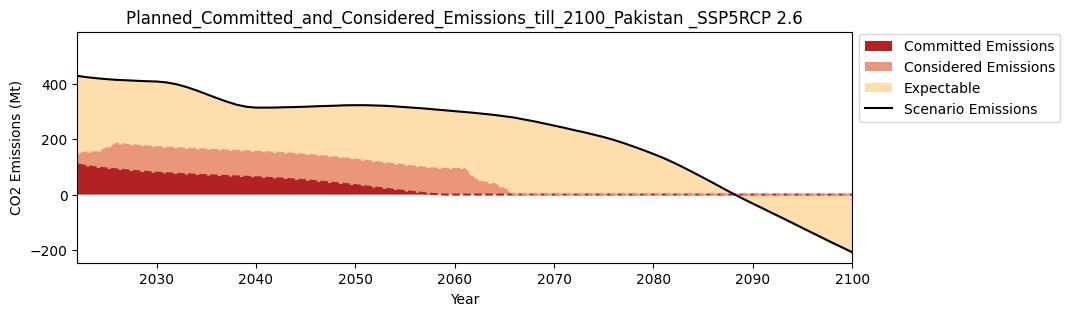 Planned_Committed_and_Considered_Emissions_till_2100_Pakistan _SSP5RCP 2.6
Committed Emissions
Considered Emissions
Expectable
Scenario Emissions
CO2 Emissions (Mt)
400
200
0
−200
2030 2040 2050 2060 2070 2080 2090 2100
Year